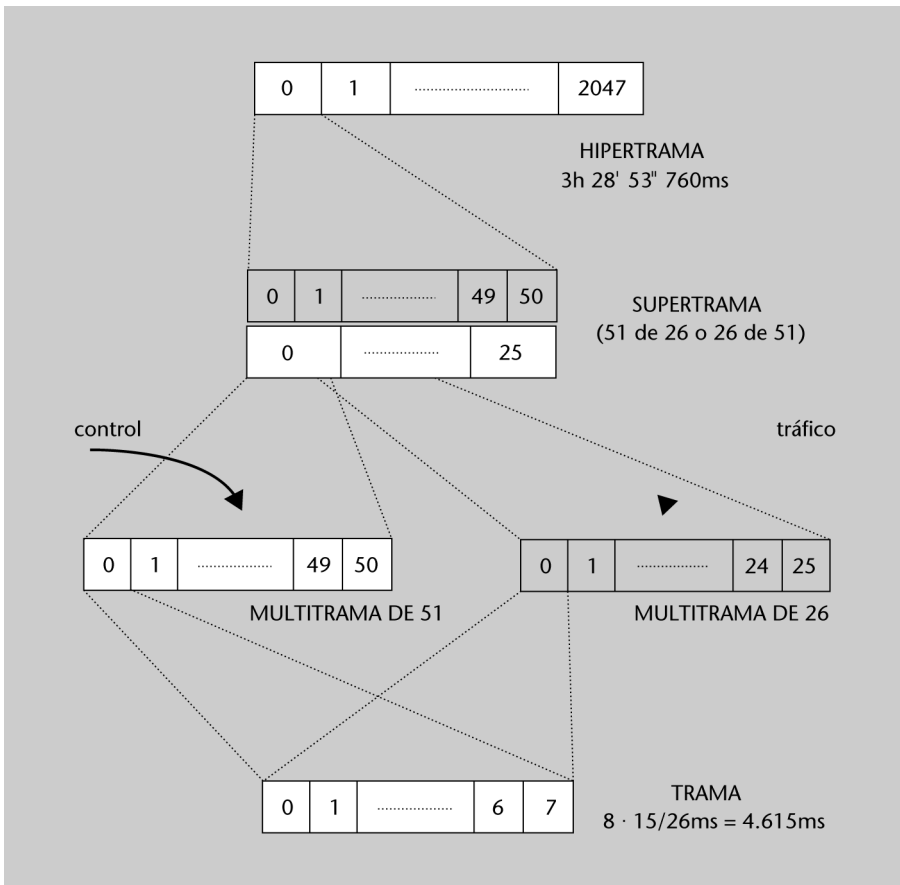 0 1 ............................ 2047
HIPERTRAMA
3h 28' 53" 760ms
0 1 .................. 49 50
SUPERTRAMA
(51 de 26 o 26 de 51)
0 ................... 25
control
tráfico
0 1 .................. 49 50
0 1 .................. 24 25
MULTITRAMA DE 51
MULTITRAMA DE 26
0 1 .................. 6 7
TRAMA
8 · 15/26ms = 4.615ms